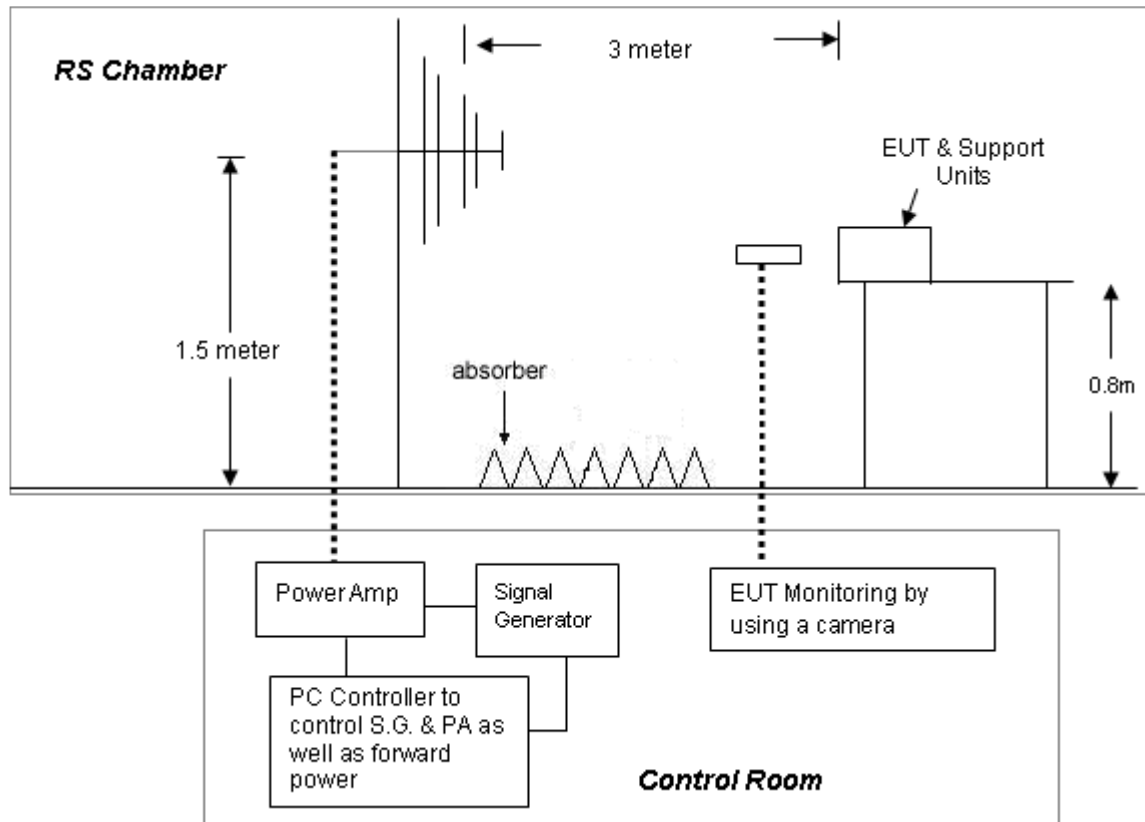 3 meter
RS Chamber
EUT & Support
Units
1.5 meter
absorber
0.8m
Power Amp
Signal
Generator
EUT Monitoring by
using a camera
PC Controller to
control S.G. & PA as
well as forward
power
Control Room